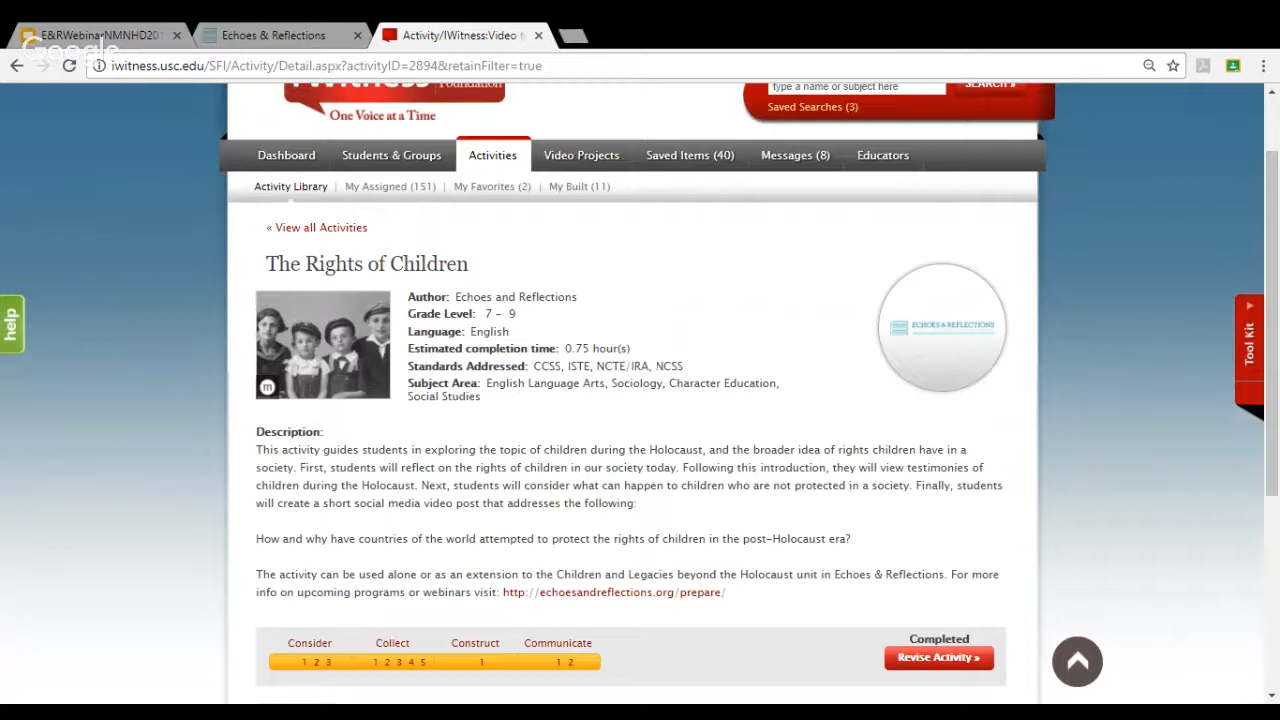 E&RWebinarNMNHD201
Echoes & Reflections
Activity/IWitness:Video t
Google
iwitness.usc.edu/SFI/Activity/Detail.aspx?activityID=2894&retainFilter=true
IWitness Foundation
type a name or subject here
SEARCH »
One Voice at a Time
Saved Searches (3)
Dashboard Students & Groups Activities Video Projects Saved Items (40) Messages (8) Educators
Activity Library | My Assigned (151) | My Favorites (2) | My Built (11)
« View all Activities
The Rights of Children
Author: Echoes and Reflections
Grade Level: 7 - 9
Language: English
Estimated completion time: 0.75 hour(s)
Standards Addressed: CCSS, ISTE, NCTE/IRA, NCSS
Subject Area: English Language Arts, Sociology, Character Education,
Social Studies
m
ECHOES & REFLECTIONS
help
Tool Kit
Description:
This activity guides students in exploring the topic of children during the Holocaust, and the broader idea of rights children have in a
society. First, students will reflect on the rights of children in our society today. Following this introduction, they will view testimonies of
children during the Holocaust. Next, students will consider what can happen to children who are not protected in a society. Finally, students
will create a short social media video post that addresses the following:
How and why have countries of the world attempted to protect the rights of children in the post-Holocaust era?
The activity can be used alone or as an extension to the Children and Legacies beyond the Holocaust unit in Echoes & Reflections. For more
info on upcoming programs or webinars visit: http://echoesandreflections.org/prepare/
Consider Collect Construct Communicate
1 2 3 1 2 3 4 5 1 1 2
Completed
Revise Activity »